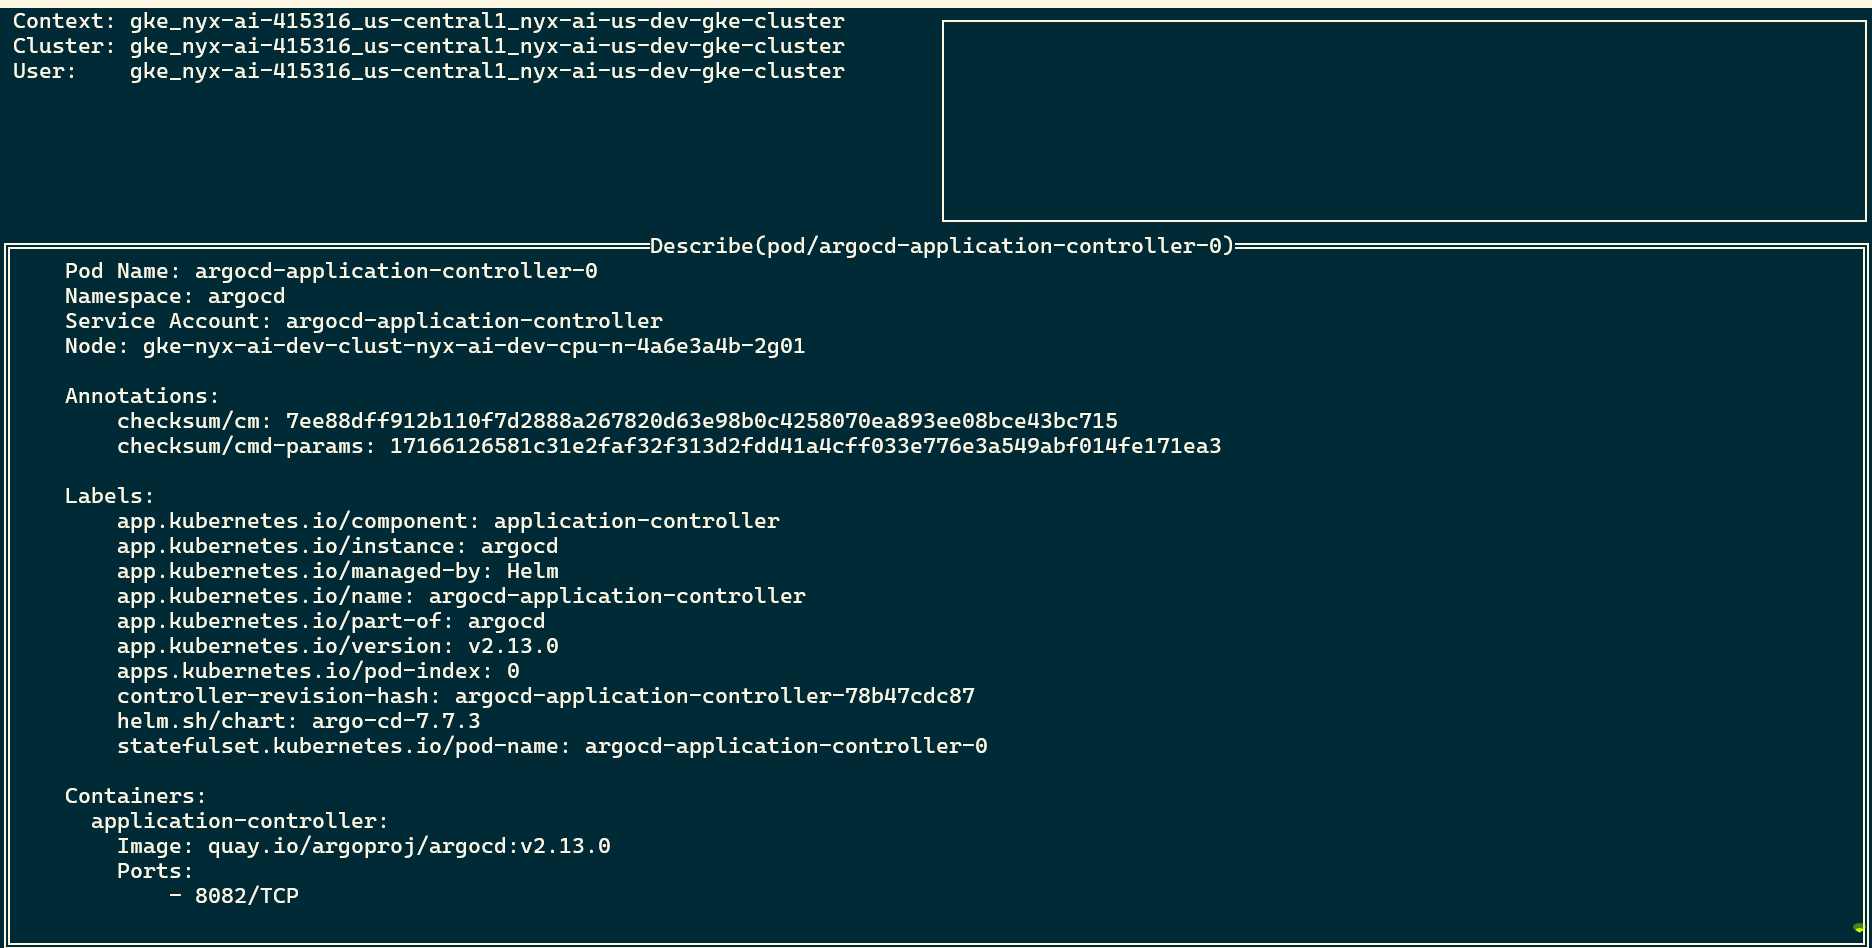 Context: gke_nyx-ai-415316_us-central1_nyx-ai-us-dev-gke-cluster
Cluster: gke_nyx-ai-415316_us-central1_nyx-ai-us-dev-gke-cluster
User: gke_nyx-ai-415316_us-central1_nyx-ai-us-dev-gke-cluster
Describe(pod/argocd-application-controller-0)
Pod Name: argocd-application-controller-0
Namespace: argocd
Service Account: argocd-application-controller
Node: gke-nyx-ai-dev-clust-nyx-ai-dev-cpu-n-4a6e3a4b-2g01
Annotations:
checksum/cm: 7ee88dff912b110f7d2888a267820d63e98b0c4258070ea893ee08bce43bc715
checksum/cmd-params: 17166126581c31e2faf32f313d2fdd41a4cff033e776e3a549abf014fe171ea3
Labels:
app.kubernetes.io/component: application-controller
app.kubernetes.io/instance: argocd
app.kubernetes.io/managed-by: Helm
app.kubernetes.io/name: argocd-application-controller
app.kubernetes.io/part-of: argocd
app.kubernetes.io/version: v2.13.0
apps.kubernetes.io/pod-index: 0
controller-revision-hash: argocd-application-controller-78b47cdc87
helm.sh/chart: argo-cd-7.7.3
statefulset.kubernetes.io/pod-name: argocd-application-controller-0
Containers:
application-controller:
Image: quay.io/argoproj/argocd:v2.13.0
Ports:
- 8082/TCP